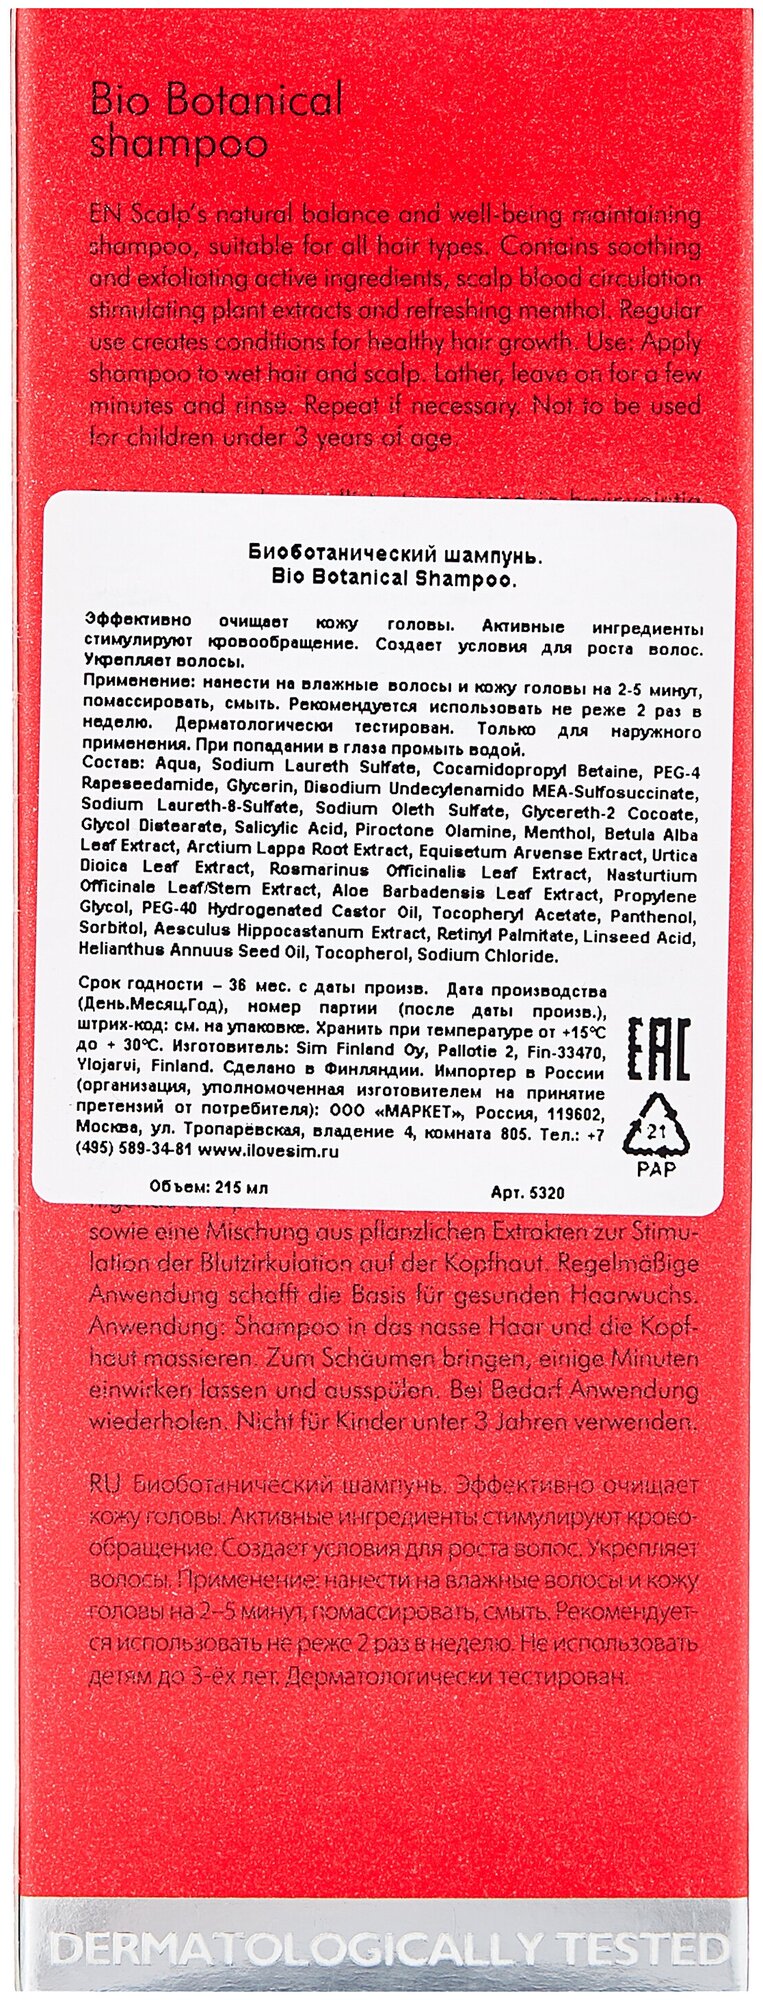 Bio Botanical
shampoo
EN Scalp's natural balance and well-being maintaining
shampoo, suitable for all hair types. Contains soothing
and exfoliating active ingredients, scalp blood circulation
stimulating plant extracts and refreshing menthol. Regular
use creates conditions for healthy hair growth. Use: Apply
shampoo to wet hair and scalp. Lather, leave on for a few
minutes and rinse. Repeat if necessary. Not to be used
for children under 3 years of age
Биоботанический шампунь.
Bio Botanical Shampoo.
Эффективно очищает кожу головы. Активные ингредиенты
стимулируют кровообращение. Создает условия для роста волос.
Укрепляет волосы.
Применение: нанести на влажные волосы и кожу головы на 2-5 минут,
помассировать, смыть. Рекомендуется использовать не реже 2 раз в
неделю. Дерматологически тестирован. Только для наружного
применения. При попадании в глаза промыть водой.
Состав: Aqua, Sodium Laureth Sulfate, Cocamidopropyl Betaine, PEG-4
Rapeseedamide, Glycerin, Disodium Undecylenamido MEA-Sulfosuccinate,
Sodium Laureth-8-Sulfate, Sodium Oleth Sulfate, Glycereth-2 Cocoate,
Glycol Distearate, Salicylic Acid, Piroctone Olamine, Menthol, Betula Alba
Leaf Extract, Arctium Lappa Root Extract, Equisetum Arvense Extract, Urtica
Dioica Leaf Extract, Rosmarinus Officinalis Leaf Extract, Nasturtium
Officinale Leaf/Stem Extract, Aloe Barbadensis Leaf Extract, Propylene
Glycol, PEG-40 Hydrogenated Castor Oil, Tocopheryl Acetate, Panthenol,
Sorbitol, Aesculus Hippocastanum Extract, Retinyl Palmitate, Linseed Acid,
Helianthus Annuus Seed Oil, Tocopherol, Sodium Chloride.
Срок годности – 36 мес. с даты произв. Дата производства
(День.Месяц.Год), номер партии (после даты произв.),
штрих-код: см. на упаковке. Хранить при температуре от +15°C
до + 30°C. Изготовитель: Sim Finland Oy, Pallotie 2, Fin-33470,
Ylojarvi, Finland. Сделано в Финляндии. Импортер в России
(организация, уполномоченная изготовителем на принятие
претензий от потребителя): ООО «МАРКЕТ», Россия, 119602,
Москва, ул. Тропарёвская, владение 4, комната 805. Тел.: +7
(495) 589-34-81 www.ilovesim.ru
EAC
21
PAP
Объем: 215 мл
Арт. 5320
sowie eine Mischung aus pflanzlichen Extrakten zur Stimu-
lation der Blutzirkulation auf der Kopfhaut. Regelmäßige
Anwendung schafft die Basis für gesunden Haarwuchs.
Anwendung: Shampoo in das nasse Haar und die Kopf-
haut massieren. Zum Schäumen bringen, einige Minuten
einwirken lassen und ausspülen. Bei Bedarf Anwendung
wiederholen. Nicht für Kinder unter 3 Jahren verwenden.
RU Биоботанический шампунь. Эффективно очищает
кожу головы. Активные ингредиенты стимулируют крово-
обращение. Создает условия для роста волос. Укрепляет
волосы. Применение: нанести на влажные волосы и кожу
головы на 2–5 минут, помассировать, смыть. Рекомендует-
ся использовать не реже 2 раз в неделю. Не использовать
детям до 3-ёх лет. Дерматологически тестирован.
DERMATOLOGICALLY TESTED